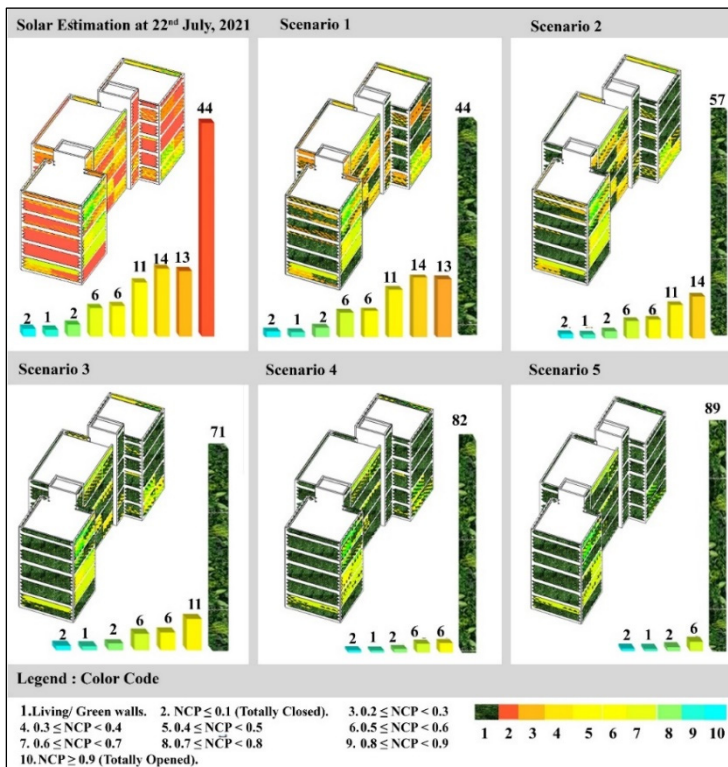 Solar Estimation at 22nd July, 2021
Scenario 1
Scenario 2
44
2 1 2 6 6 11 14 13
44
2 1 2 6 6 11 14 13
57
2 1 2 6 6 11 14
Scenario 3
Scenario 4
Scenario 5
71
2 1 2 6 6 11
82
2 1 2 6 6
89
2 1 2 6
Legend : Color Code
1.Living/ Green walls. 2. NCP ≤ 0.1 (Totally Closed). 3. 0.2 ≤ NCP < 0.3
4. 0.3 ≤ NCP < 0.4 5. 0.4 ≤ NCP < 0.5 6. 0.5 ≤ NCP < 0.6
7. 0.6 ≤ NCP < 0.7 8. 0.7 ≤ NCP < 0.8 9. 0.8 ≤ NCP < 0.9
10. NCP ≥ 0.9 (Totally Opened).
1 2 3 4 5 6 7 8 9 10